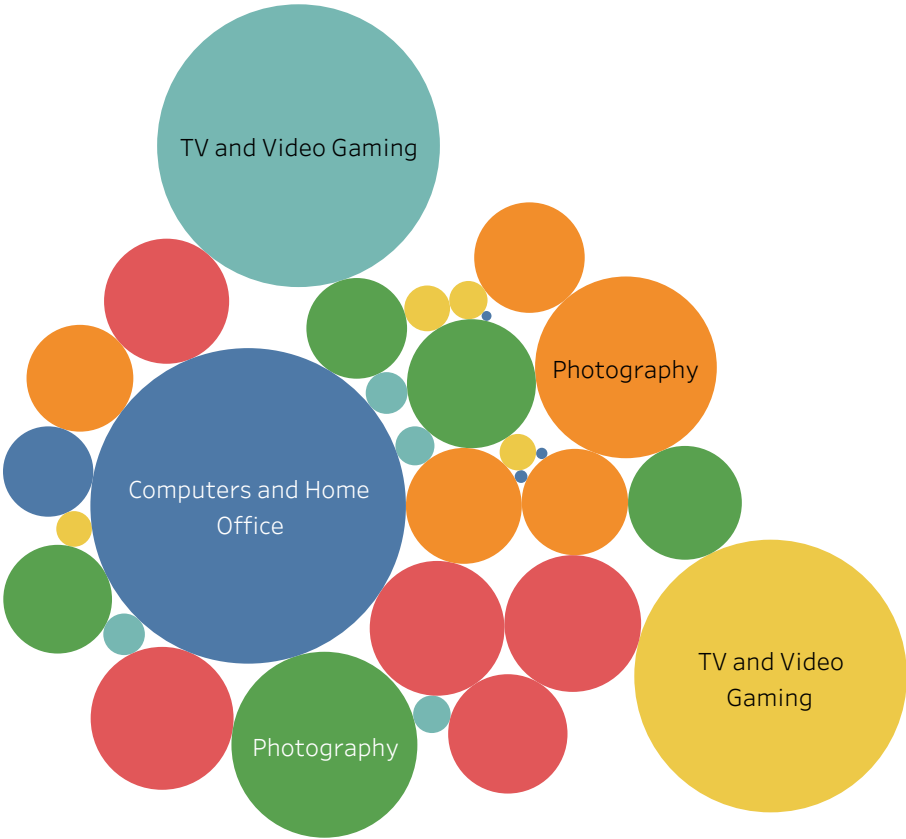 TV and Video Gaming
Photography
Computers and Home
Office
TV and Video
Gaming
Photography